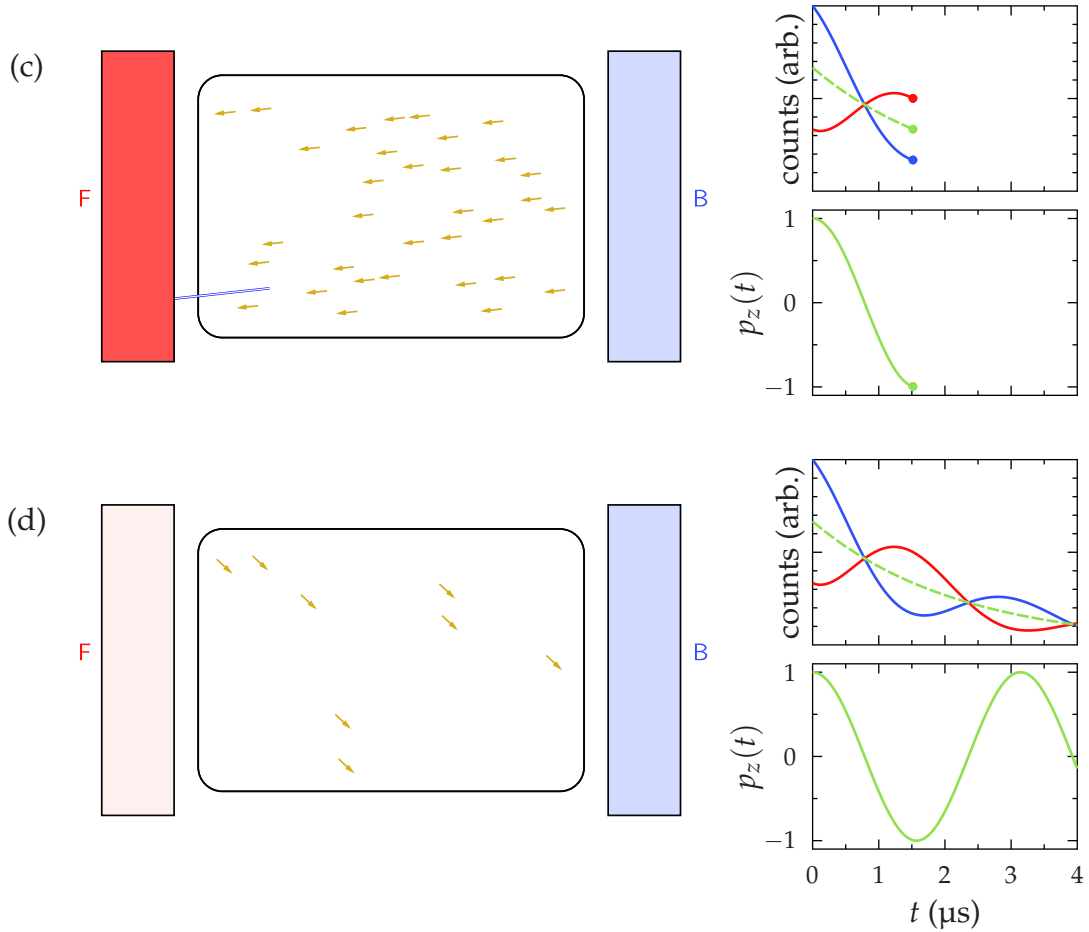 (c)
F
B
counts (arb.)
1
0
−1
p_z(t)
(d)
F
B
counts (arb.)
1
0
−1
p_z(t)
0 1 2 3 4
t (μs)